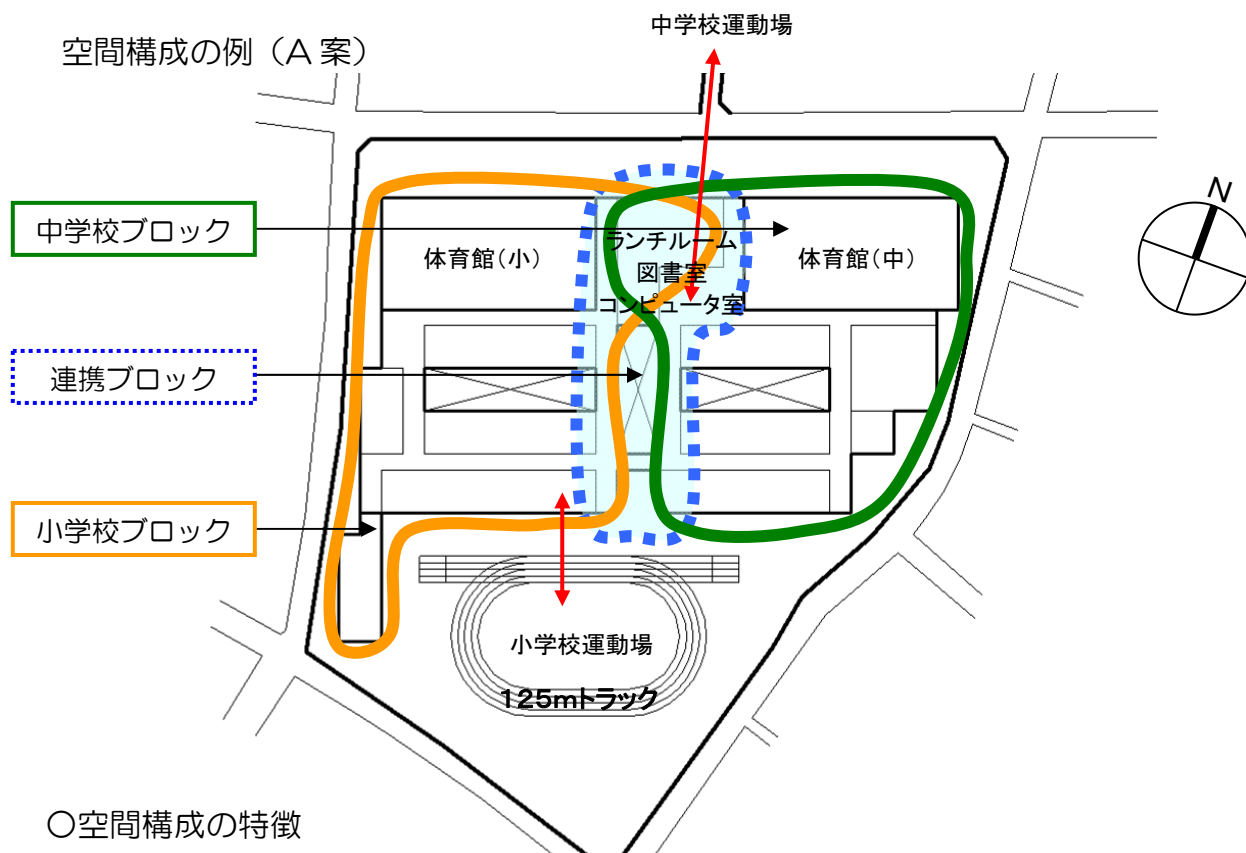 中学校運動場
空間構成の例（A案）
N
中学校ブロック
体育館（小）
ランチルーム
図書室
コンピュータ室
体育館（中）
連携ブロック
小学校ブロック
小学校運動場
125mトラック
〇空間構成の特徴